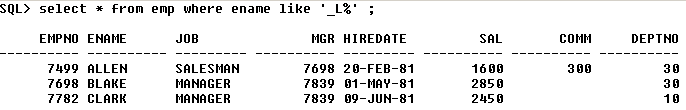 SQL> select * from emp where ename like '_L%' ;
EMPNO ENAME JOB MGR HIREDATE SAL COMM DEPTNO
---------- ---------- --------- ---------- --------- ---------- ---------- ----------
7499 ALLEN SALESMAN 7698 20-FEB-81 1600 300 30
7698 BLAKE MANAGER 7839 01-MAY-81 2850 30
7782 CLARK MANAGER 7839 09-JUN-81 2450 10